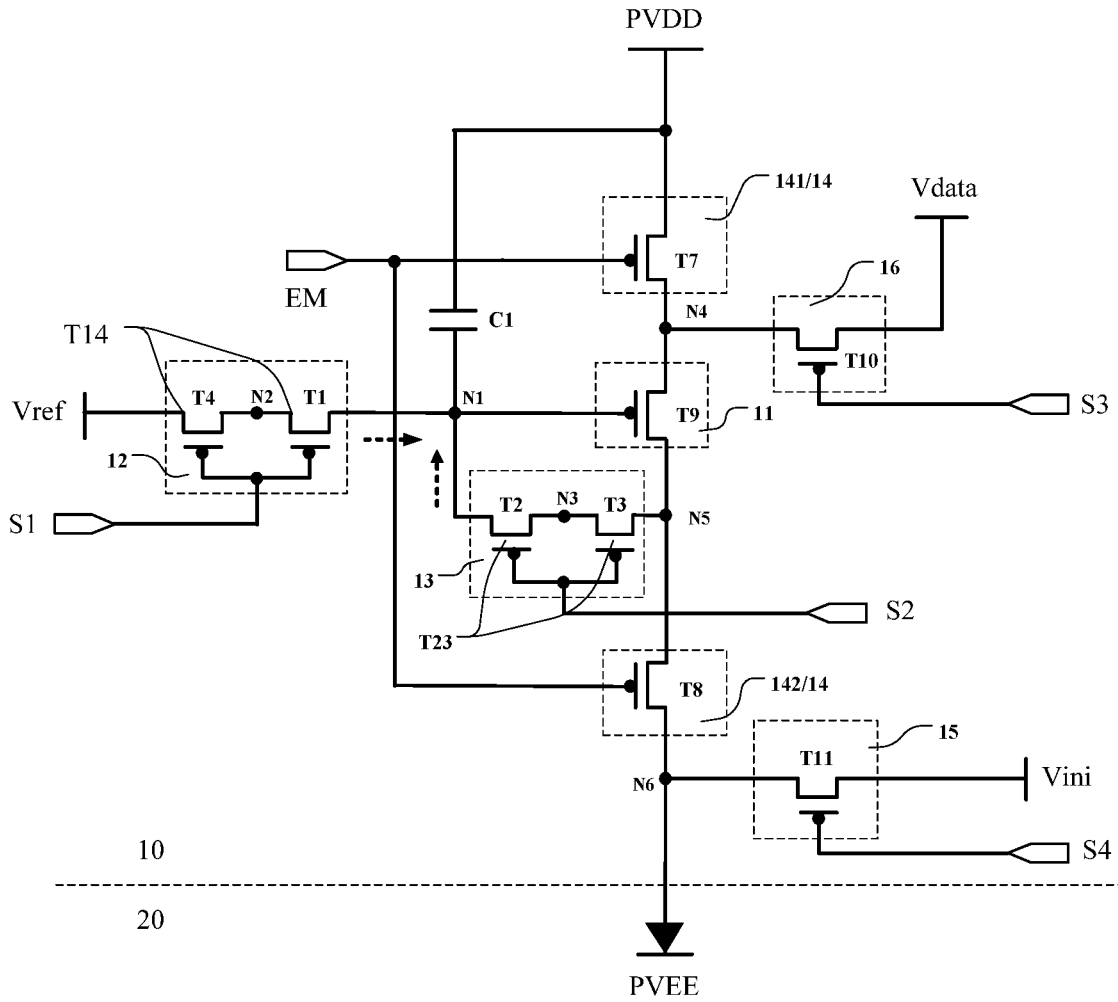 PVDD
141/14
Vdata
T7
16
EM
N4
C1
T10
T14
T4
N2
T1
N1
Vref
T9
11
S3
12
T2
N3
T3
N5
S1
13
S2
T23
T8
142/14
15
T11
N6
Vini
10
S4
20
PVEE